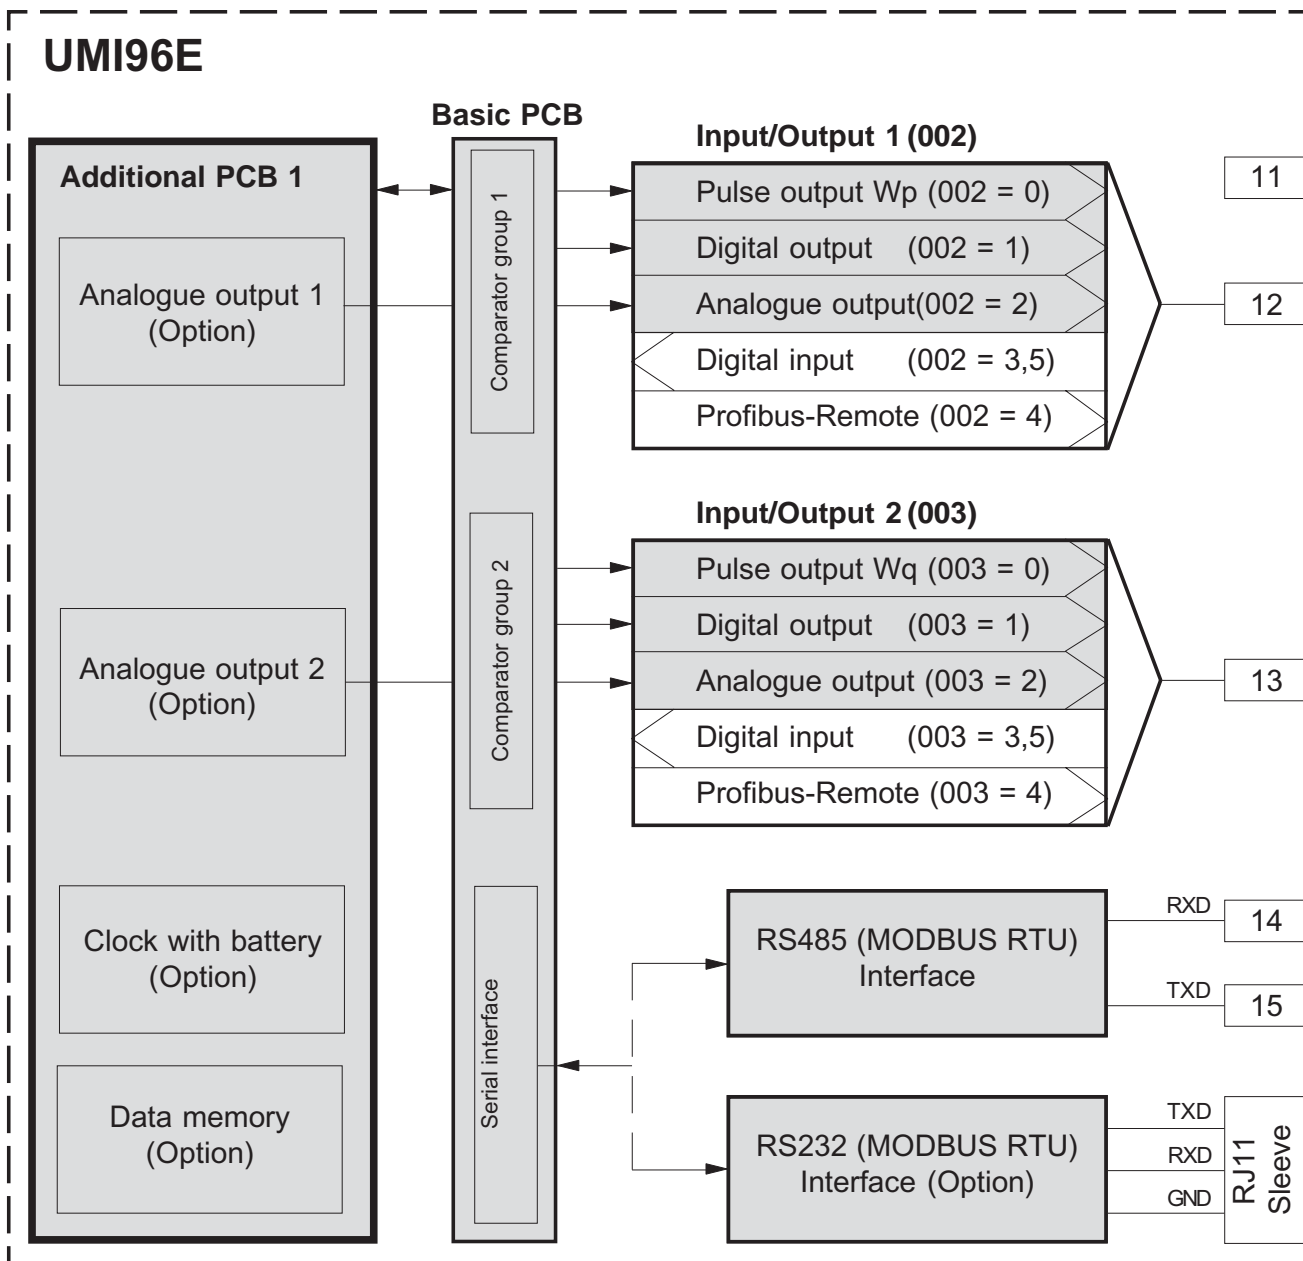 UMI96E
Basic PCB
Additional PCB 1
Analogue output 1
(Option)
Analogue output 2
(Option)
Clock with battery
(Option)
Data memory
(Option)
Comparator group 1
Comparator group 2
Serial interface
Input/Output 1 (002)
Pulse output Wp (002 = 0)
Digital output (002 = 1)
Analogue output(002 = 2)
Digital input (002 = 3,5)
Profibus-Remote (002 = 4)
11
12
Input/Output 2 (003)
Pulse output Wq (003 = 0)
Digital output (003 = 1)
Analogue output (003 = 2)
Digital input (003 = 3,5)
Profibus-Remote (003 = 4)
13
RS485 (MODBUS RTU)
Interface
RXD
14
TXD
15
RS232 (MODBUS RTU)
Interface (Option)
TXD
RXD
GND
RJ11
Sleeve